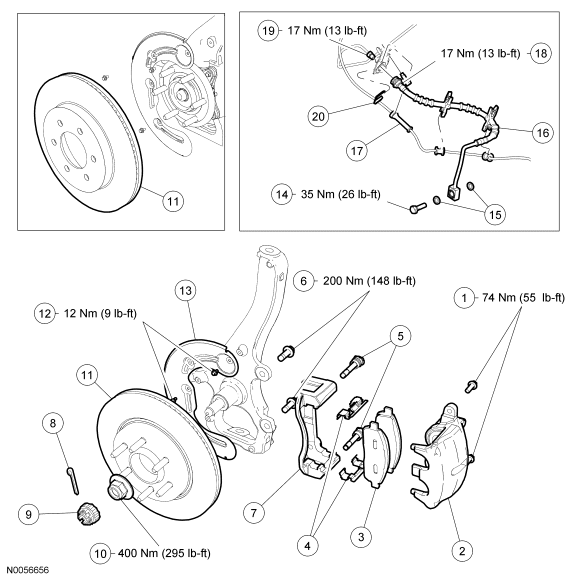 19 - 17 Nm (13 lb-ft)
17 Nm (13 lb-ft) - 18
20
17
16
11
14 - 35 Nm (26 lb-ft)
15
13
6 - 200 Nm (148 lb-ft)
1 - 74 Nm (55 lb-ft)
12 - 12 Nm (9 lb-ft)
5
11
8
9
7
4
3
2
10 - 400 Nm (295 lb-ft)
N0056656